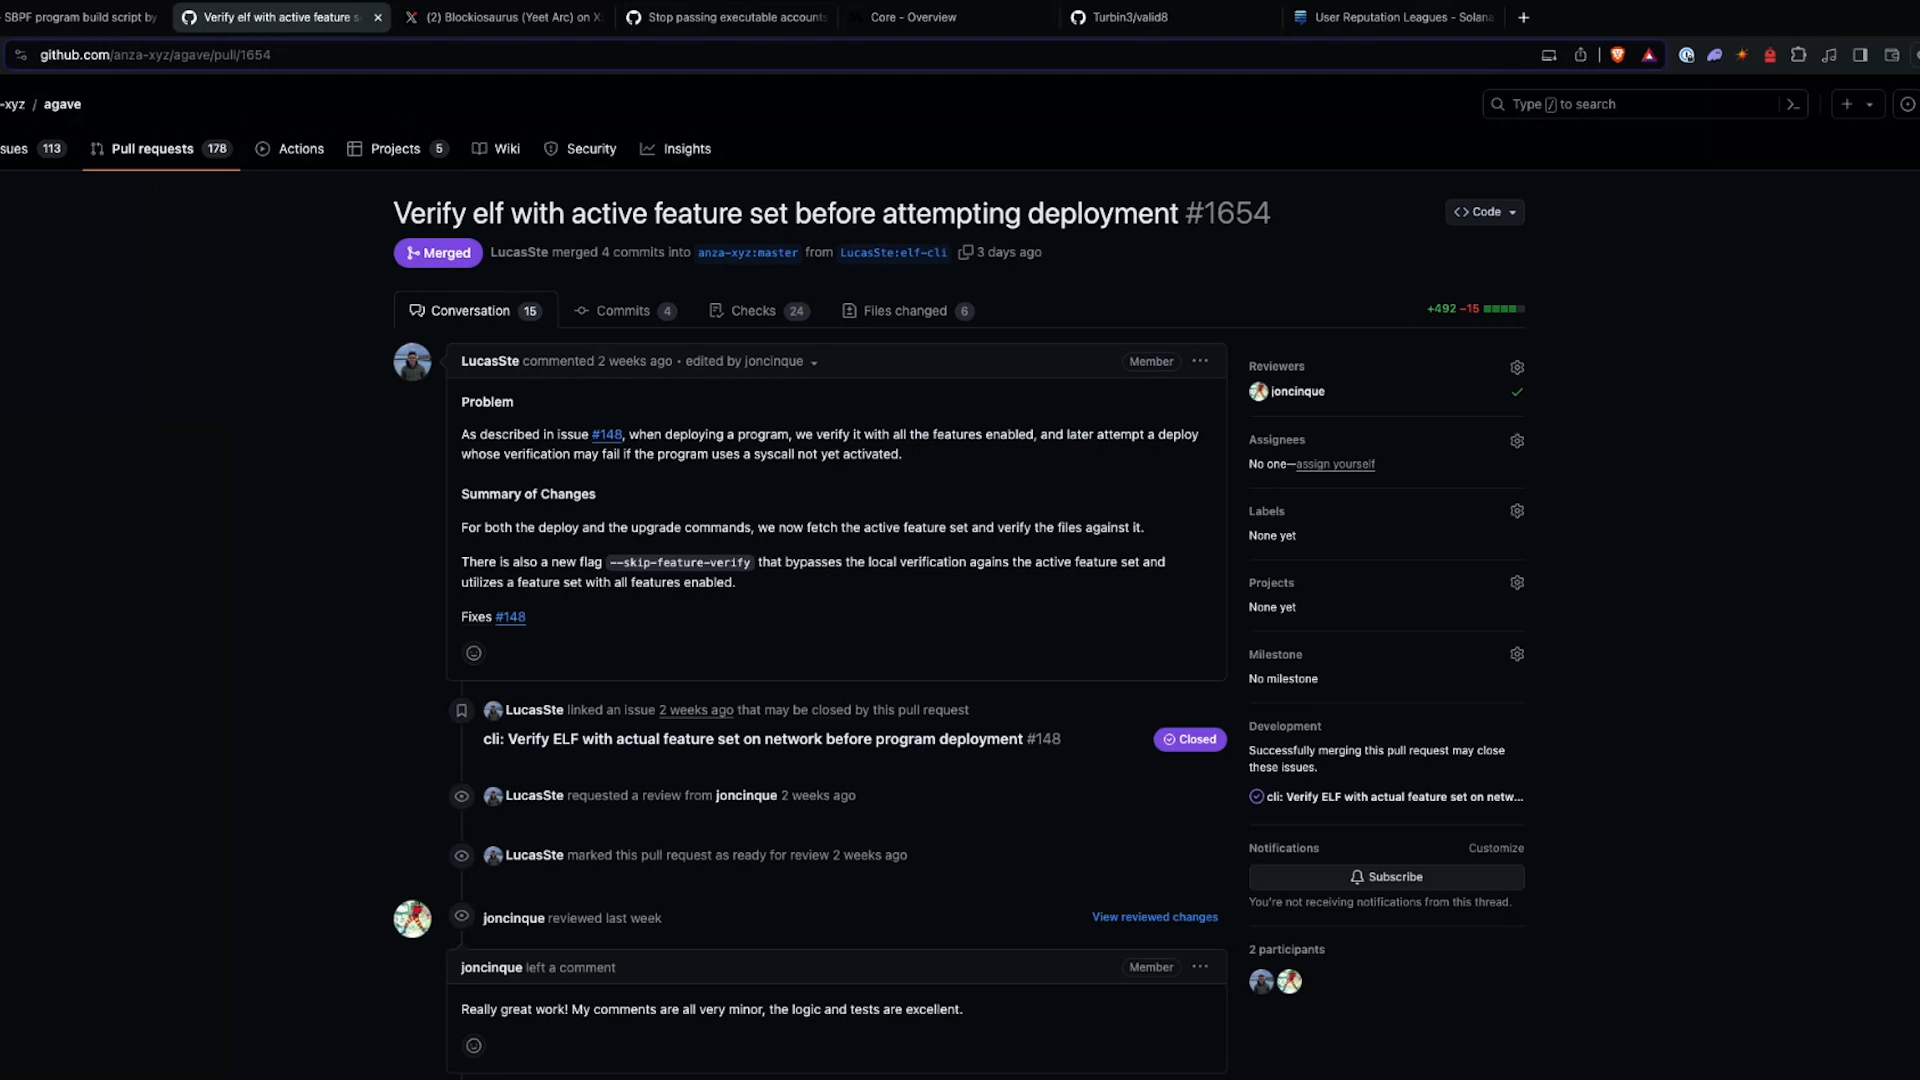 SBPF program build script by
Verify elf with active feature s
(2) Blockiosaurus (Yeet Arc) on X
Stop passing executable accounts
Core - Overview
Turbin3/valid8
User Reputation Leagues - Solana
github.com/anza-xyz/agave/pull/1654
-xyz / agave
Type / to search
sues 113
Pull requests 178
Actions
Projects 5
Wiki
Security
Insights
Verify elf with active feature set before attempting deployment #1654
Code
Merged LucasSte merged 4 commits into anza-xyz:master from LucasSte:elf-cli 3 days ago
Conversation 15
Commits 4
Checks 24
Files changed 6
+492 −15
LucasSte commented 2 weeks ago • edited by joncinque
Member
Problem
As described in issue #148, when deploying a program, we verify it with all the features enabled, and later attempt a deploy
whose verification may fail if the program uses a syscall not yet activated.
Summary of Changes
For both the deploy and the upgrade commands, we now fetch the active feature set and verify the files against it.
There is also a new flag --skip-feature-verify that bypasses the local verification agains the active feature set and
utilizes a feature set with all features enabled.
Fixes #148
LucasSte linked an issue 2 weeks ago that may be closed by this pull request
cli: Verify ELF with actual feature set on network before program deployment #148
Closed
LucasSte requested a review from joncinque 2 weeks ago
LucasSte marked this pull request as ready for review 2 weeks ago
joncinque reviewed last week
View reviewed changes
joncinque left a comment
Member
Really great work! My comments are all very minor, the logic and tests are excellent.
Reviewers
joncinque
Assignees
No one—assign yourself
Labels
None yet
Projects
None yet
Milestone
No milestone
Development
Successfully merging this pull request may close
these issues.
cli: Verify ELF with actual feature set on netw...
Notifications
Customize
Subscribe
You're not receiving notifications from this thread.
2 participants